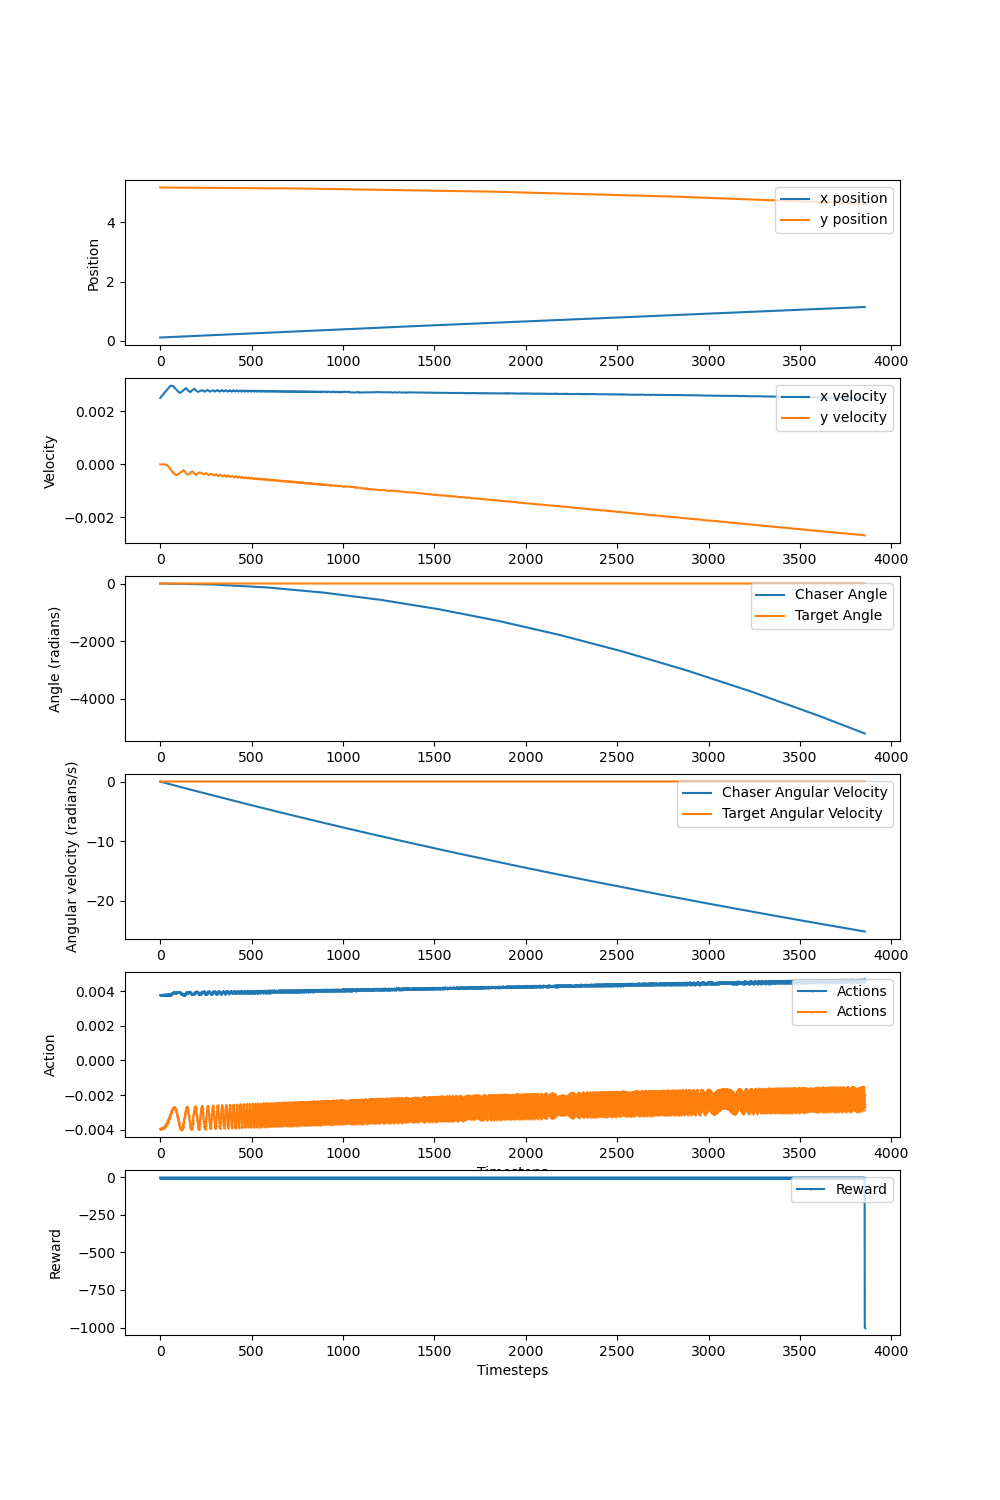 Position
4
2
0
x position
y position
0 500 1000 1500 2000 2500 3000 3500 4000
Velocity
0.002
0.000
−0.002
x velocity
y velocity
0 500 1000 1500 2000 2500 3000 3500 4000
Angle (radians)
0
−2000
−4000
Chaser Angle
Target Angle
0 500 1000 1500 2000 2500 3000 3500 4000
Angular velocity (radians/s)
0
−10
−20
Chaser Angular Velocity
Target Angular Velocity
0 500 1000 1500 2000 2500 3000 3500 4000
Action
0.004
0.002
0.000
−0.002
−0.004
Actions
Actions
0 500 1000 1500 2000 2500 3000 3500 4000
Timesteps
Reward
0
−250
−500
−750
−1000
Reward
0 500 1000 1500 2000 2500 3000 3500 4000
Timesteps